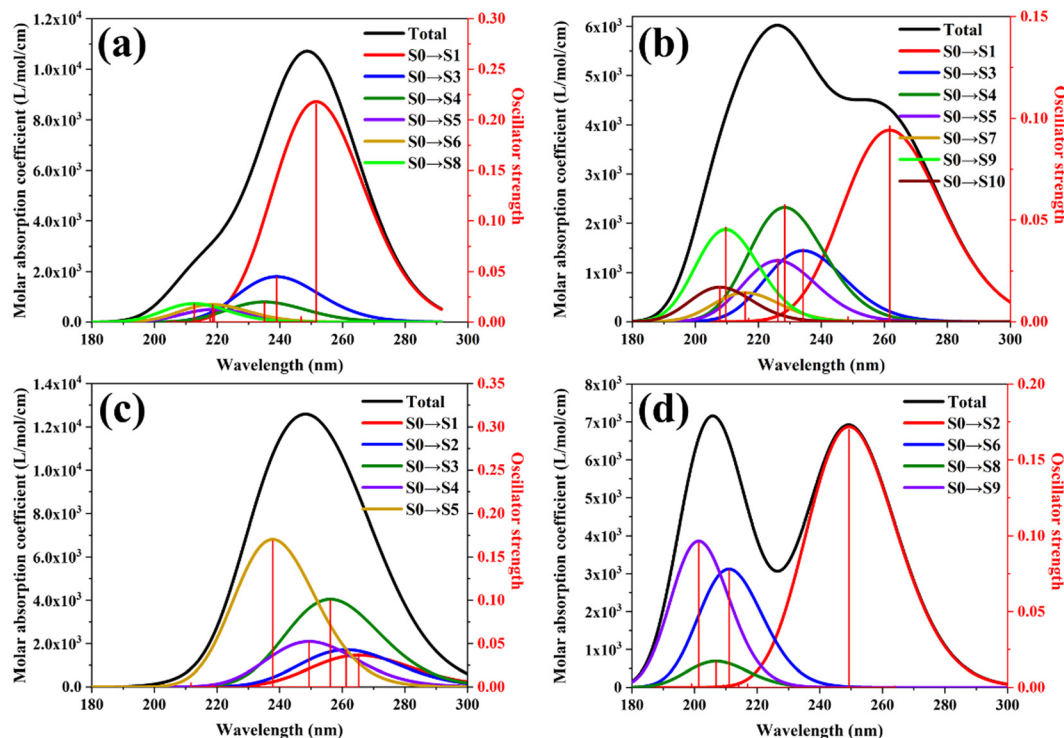 (a)
Molar absorption coefficient (L/mol/cm)
1.2x10⁴
1.0x10⁴
8.0x10³
6.0x10³
4.0x10³
2.0x10³
0.0
Total
S0→S1
S0→S3
S0→S4
S0→S5
S0→S6
S0→S8
0.30
0.25
0.20
0.15
0.10
0.05
0.00
Oscillator strength
180 200 220 240 260 280 300
Wavelength (nm)
(b)
Molar absorption coefficient (L/mol/cm)
6x10³
5x10³
4x10³
3x10³
2x10³
1x10³
0
Total
S0→S1
S0→S3
S0→S4
S0→S5
S0→S7
S0→S9
S0→S10
0.15
0.10
0.05
0.00
Oscillator strength
180 200 220 240 260 280 300
Wavelength (nm)
(c)
Molar absorption coefficient (L/mol/cm)
1.4x10⁴
1.2x10⁴
1.0x10⁴
8.0x10³
6.0x10³
4.0x10³
2.0x10³
0.0
Total
S0→S1
S0→S2
S0→S3
S0→S4
S0→S5
0.35
0.30
0.25
0.20
0.15
0.10
0.05
0.00
Oscillator strength
180 200 220 240 260 280 300
Wavelength (nm)
(d)
Molar absorption coefficient (L/mol/cm)
8x10³
7x10³
6x10³
5x10³
4x10³
3x10³
2x10³
1x10³
0
Total
S0→S2
S0→S6
S0→S8
S0→S9
0.20
0.15
0.10
0.05
0.00
Oscillator strength
180 200 220 240 260 280 300
Wavelength (nm)